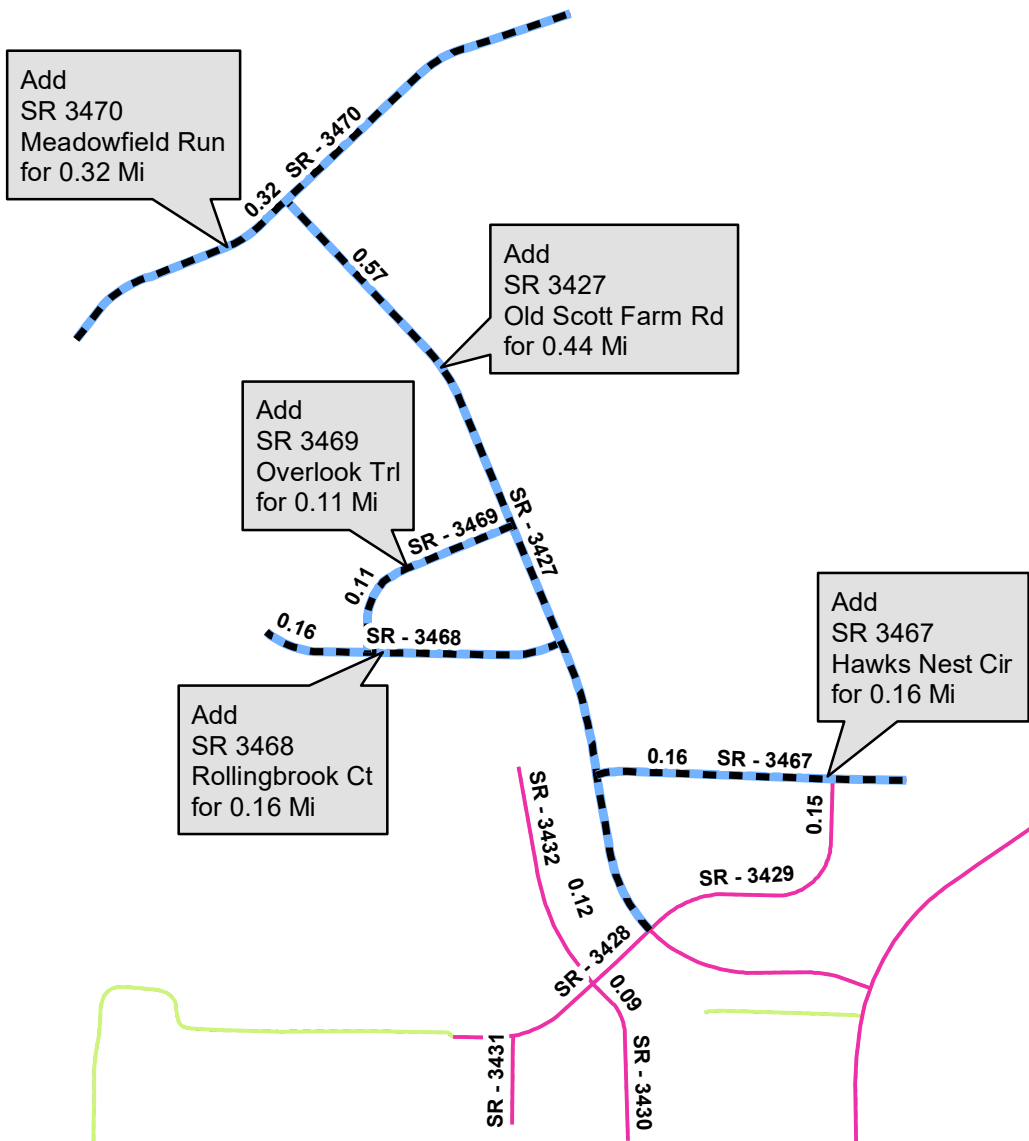 Add
SR 3470
Meadowfield Run
for 0.32 Mi
0.32
SR - 3470
Add
SR 3427
Old Scott Farm Rd
for 0.44 Mi
0.57
Add
SR 3469
Overlook Trl
for 0.11 Mi
SR - 3469
SR - 3427
0.11
0.16
SR - 3468
Add
SR 3467
Hawks Nest Cir
for 0.16 Mi
Add
SR 3468
Rollingbrook Ct
for 0.16 Mi
0.16
SR - 3467
SR - 3432
0.15
0.12
SR - 3429
SR - 3428
0.09
SR - 3431
SR - 3430